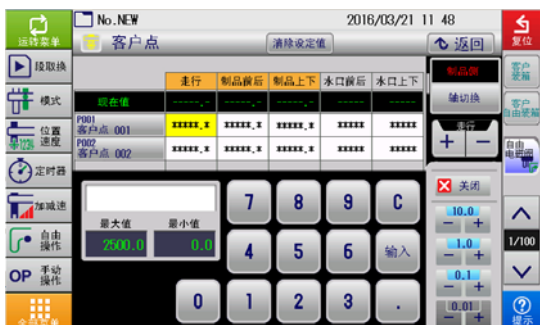 No.NEW 2016/03/21 11 48
运转菜单
客户点 清除设定值 返回 复位
段取换
走行 制品前后 制品上下 水口前后 水口上下
制品侧
轴切换
模式
现在值 -----.- -----.- -----.- ----- -----
位置
速度
P001
客户点 001 xxxxx.x xxxxx.x xxxxx.x xxxxx xxxxx
走行
+ −
P002
客户点 002 xxxxx.x xxxxx.x xxxxx.x xxxxx xxxxx
自由
定时器
关闭
加减速
7 8 9 C
10.0
− +
最大值 最小值
2500.0 0.0
自由
操作
4 5 6 输入
1.0
− +
1/100
OP 手动
操作
0.1
− +
0 1 2 3 .
0.01
− +
全部菜单
提示